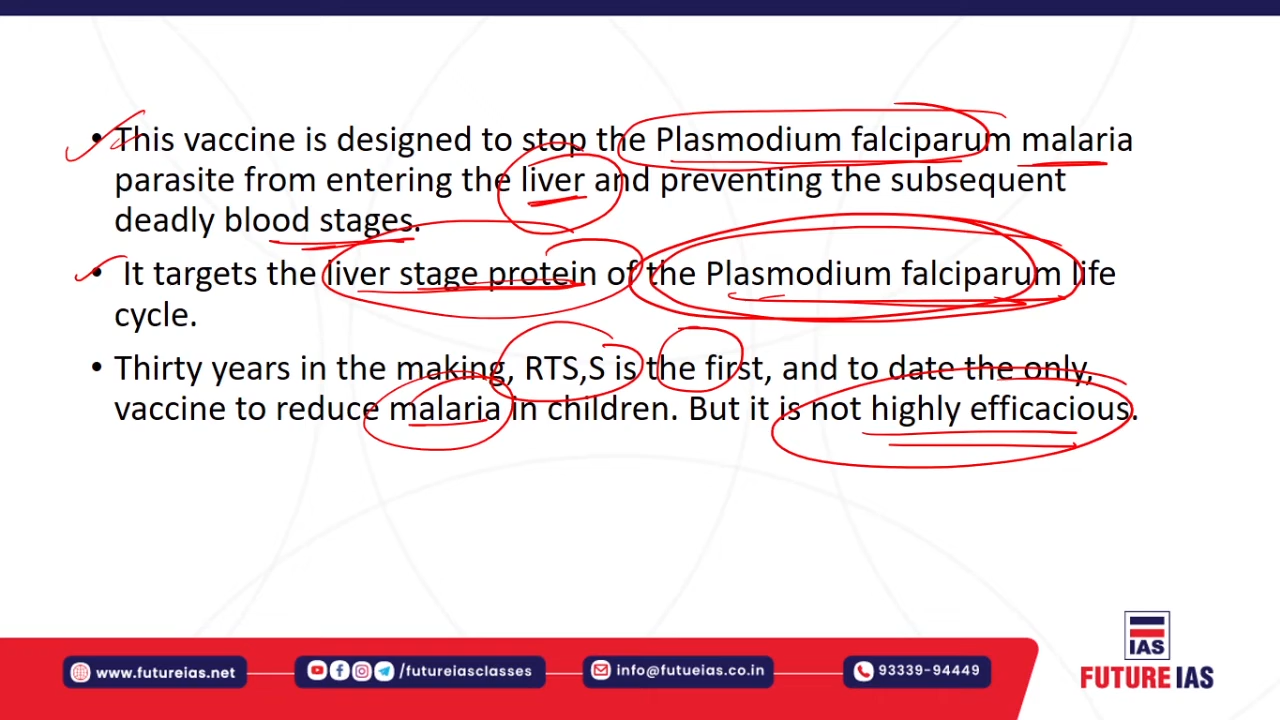 • This vaccine is designed to stop the Plasmodium falciparum malaria
parasite from entering the liver and preventing the subsequent
deadly blood stages.
• It targets the liver stage protein of the Plasmodium falciparum life
cycle.
• Thirty years in the making, RTS,S is the first, and to date the only,
vaccine to reduce malaria in children. But it is not highly efficacious.
www.futureias.net
/futureiasclasses
info@futueias.co.in
93339-94449
IAS
FUTURE IAS